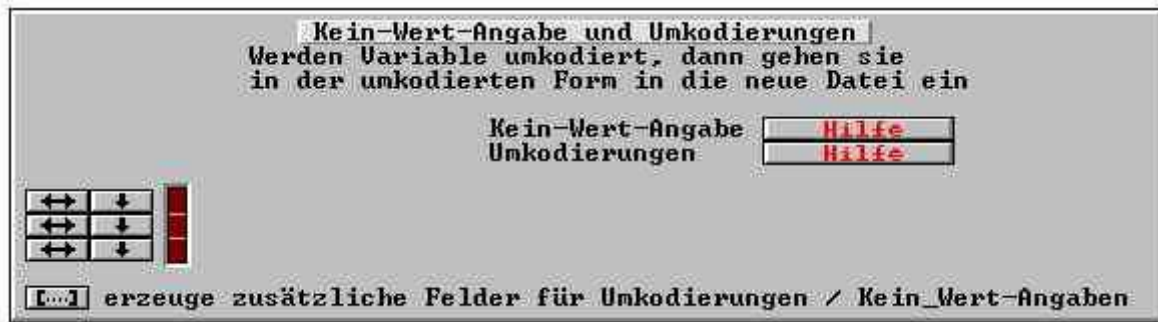 Kein-Wert-Angabe und Umkodierungen
Werden Variable umkodiert, dann gehen sie
in der umkodierten Form in die neue Datei ein
Kein-Wert-Angabe Hilfe
Umkodierungen Hilfe
[....] erzeuge zusätzliche Felder für Umkodierungen / Kein_Wert-Angaben